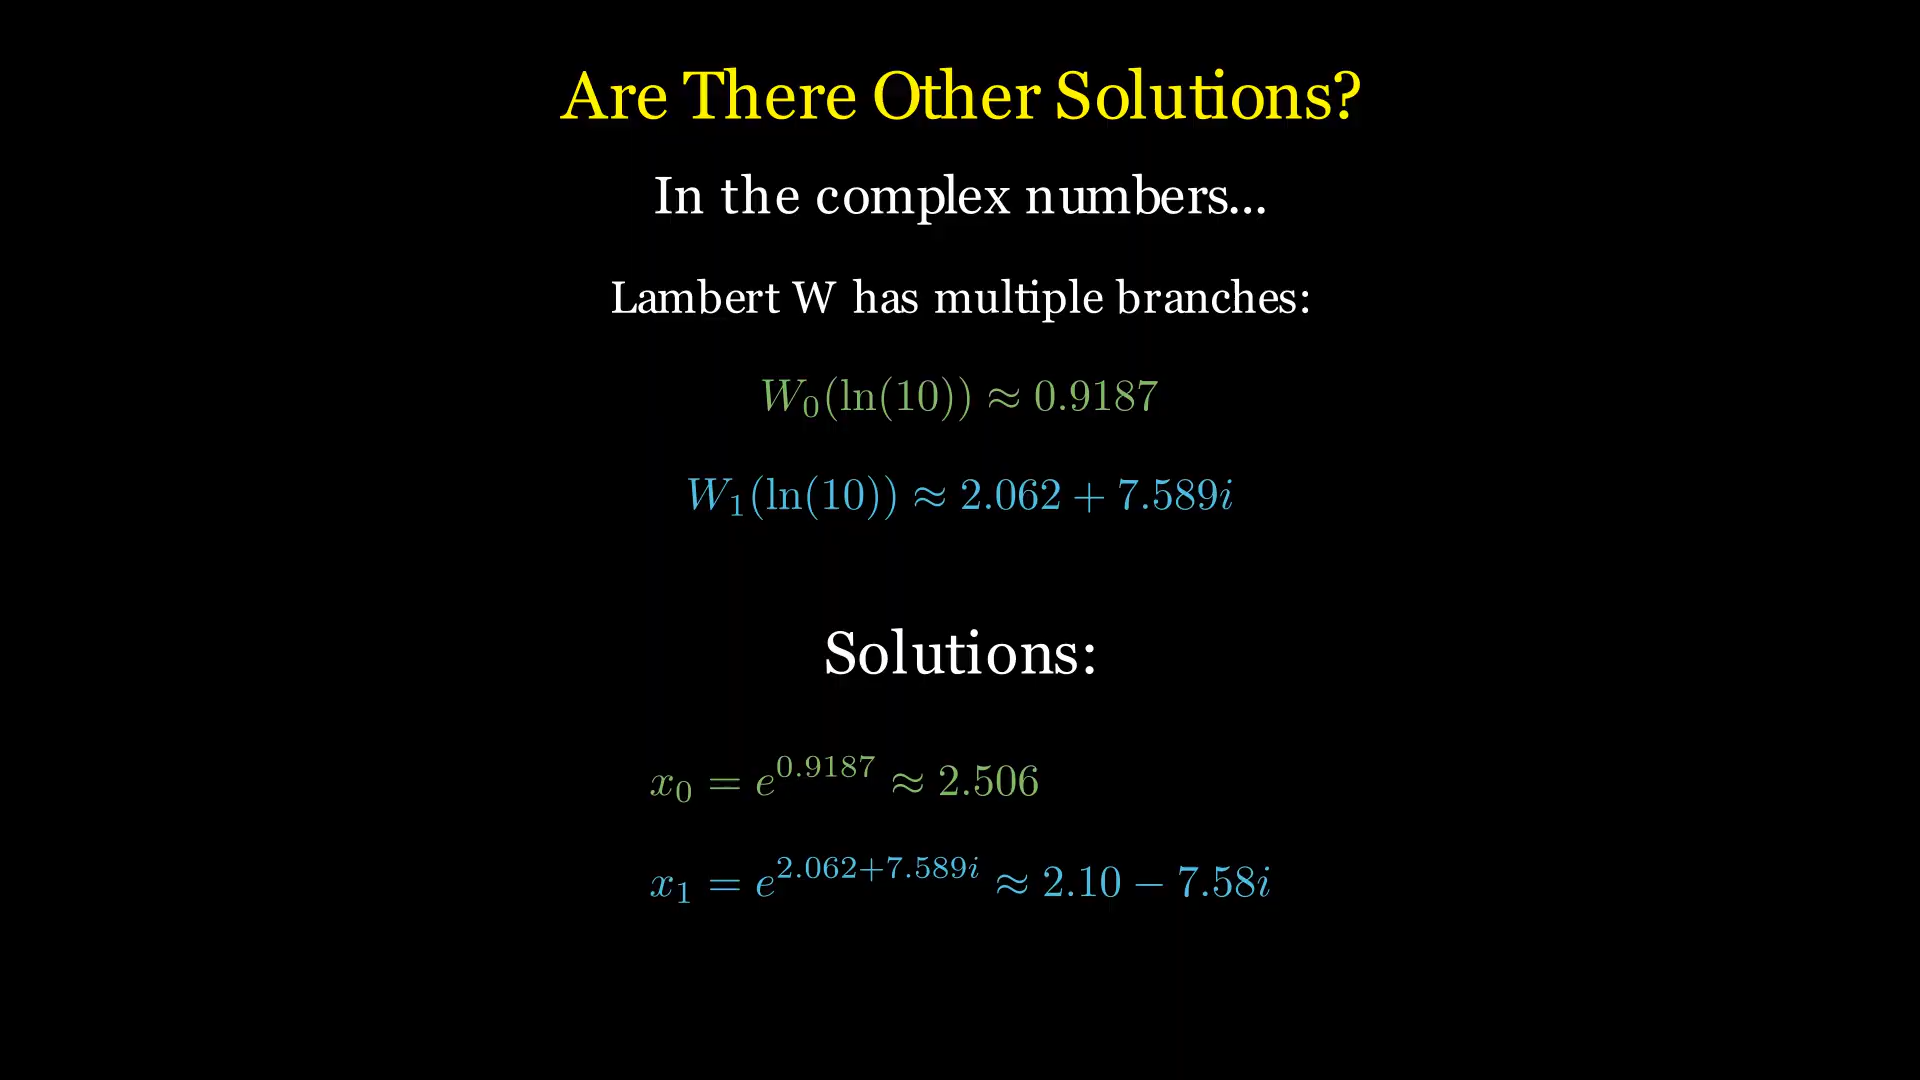 Are There Other Solutions?
In the complex numbers...
Lambert W has multiple branches:
W₀(ln(10)) ≈ 0.9187
W₁(ln(10)) ≈ 2.062 + 7.589i
Solutions:
x₀ = e^{0.9187} ≈ 2.506
x₁ = e^{2.062+7.589i} ≈ 2.10 − 7.58i